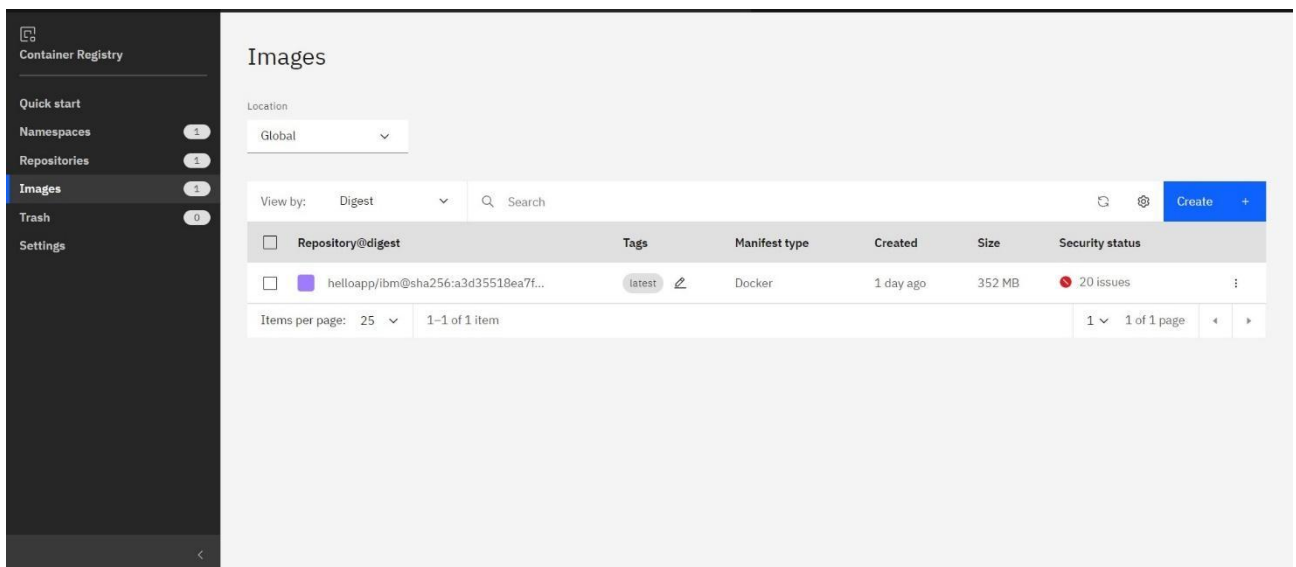 Container Registry
Quick start
Namespaces 1
Repositories 1
Images 1
Trash 0
Settings
Images
Location
Global
View by: Digest Search Create +
Repository@digest Tags Manifest type Created Size Security status
helloapp/ibm@sha256:a3d35518ea7f... latest Docker 1 day ago 352 MB 20 issues
Items per page: 25 1–1 of 1 item 1 1 of 1 page